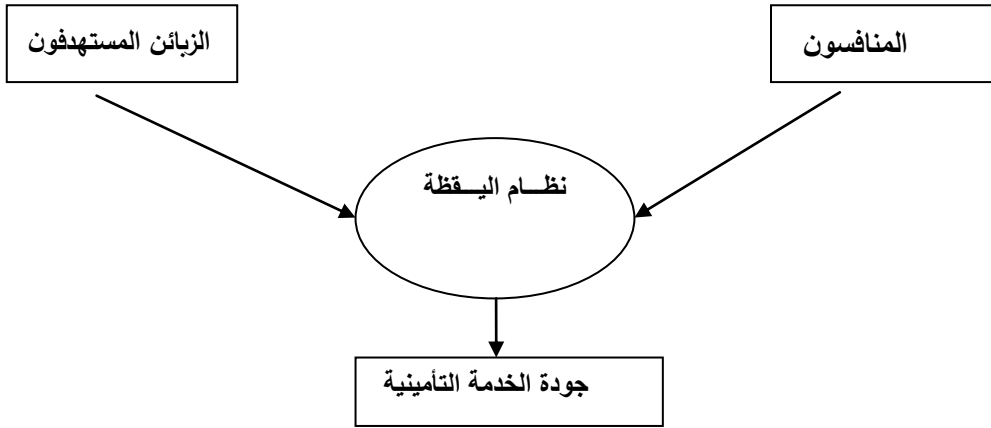 المنافسون
الزبائن المستهدفون
نظـــام اليـــقظة
جودة الخدمة التأمينية